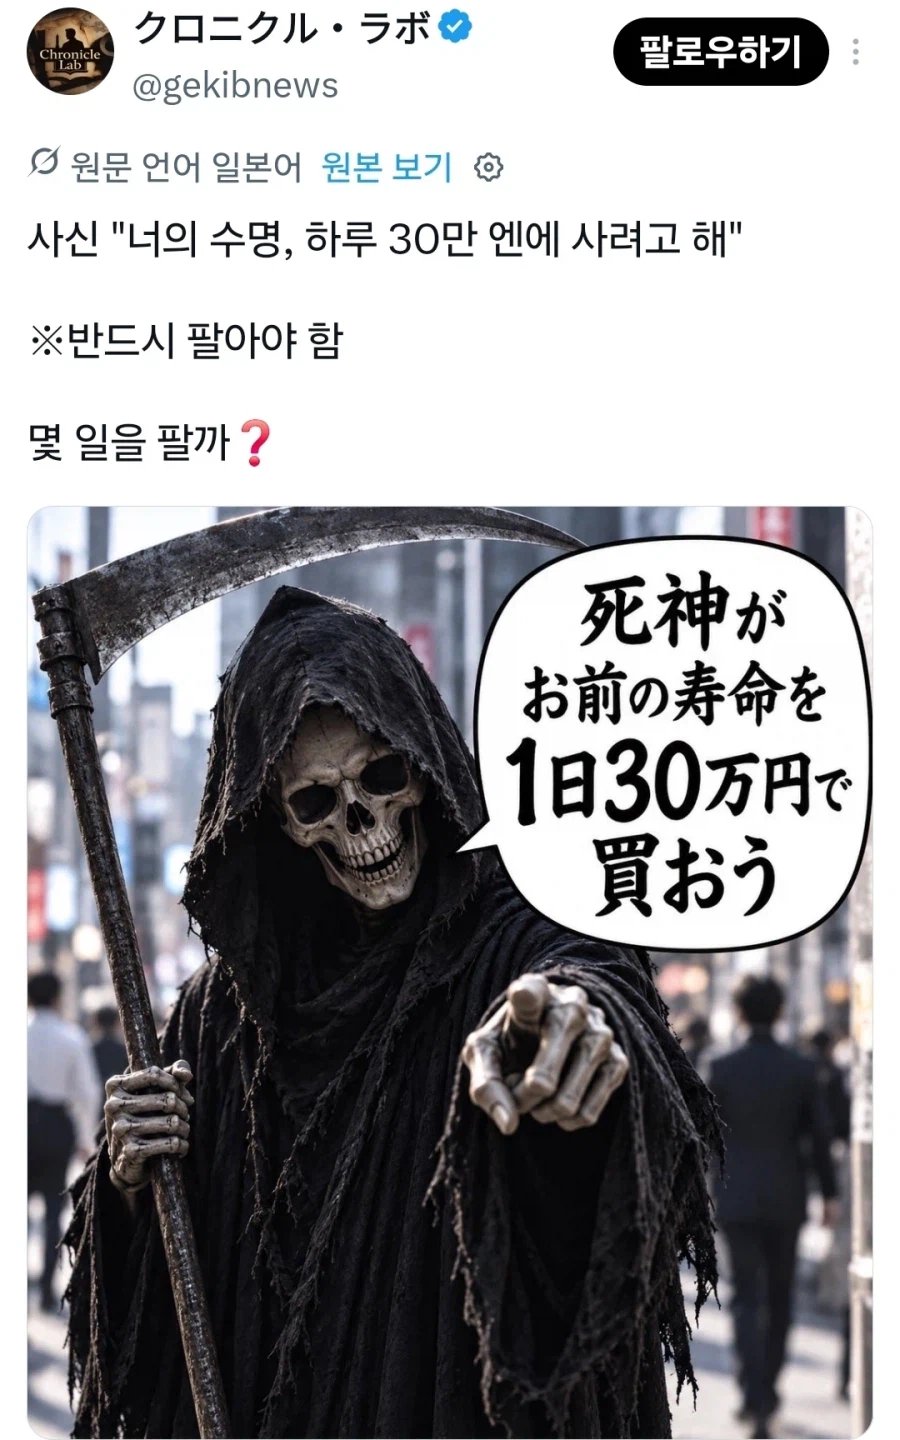 クロニクル・ラボ
@gekibnews
팔로우하기
Chronicle
Lab
원문 언어 일본어 원본 보기
사신 "너의 수명, 하루 30만 엔에 사려고 해"
※반드시 팔아야 함
몇 일을 팔까❓
死神が
お前の寿命を
1日30万円で
買おう